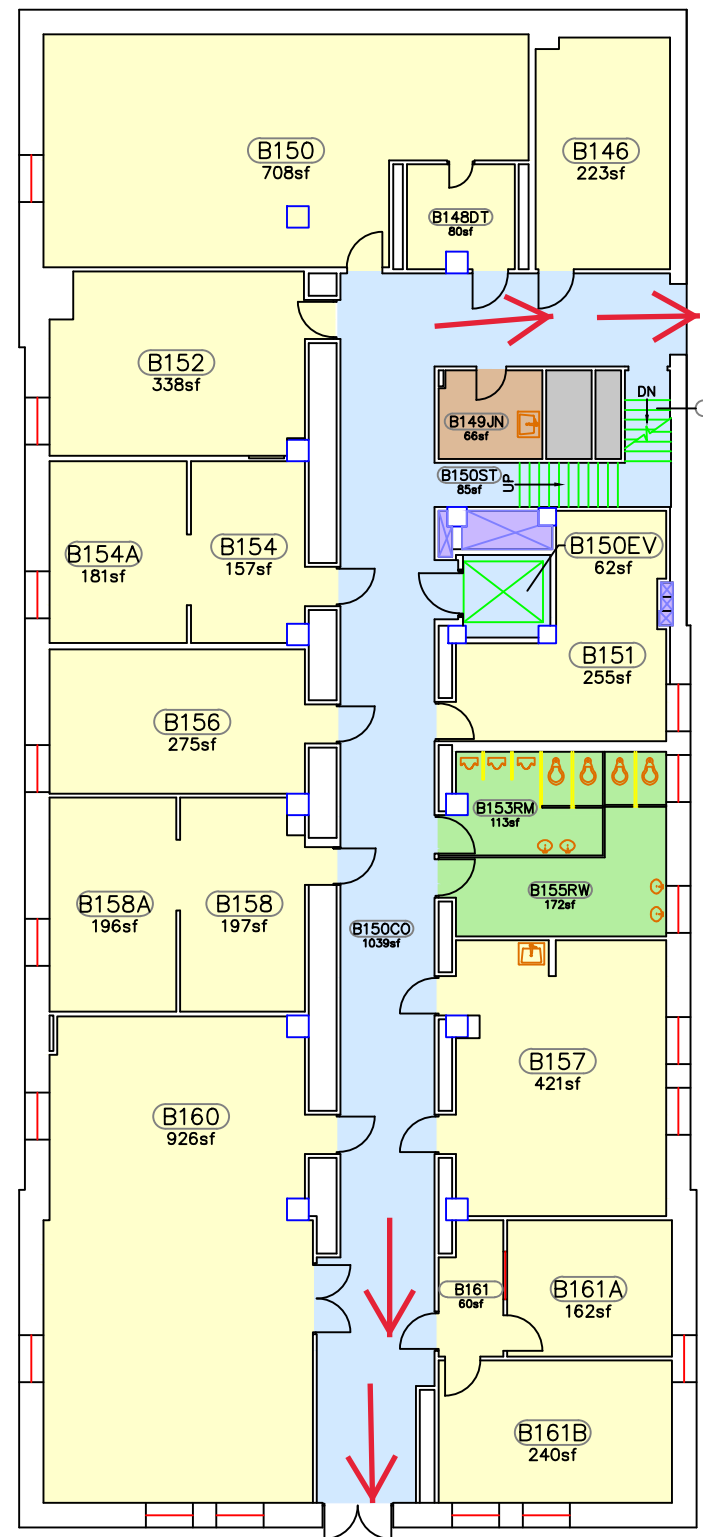 B150
708sf
B146
223sf
B148DT
80sf
B152
338sf
DN
B149JN
66sf
B150ST
85sf
UP
B154A
181sf
B154
157sf
B150EV
62sf
B151
255sf
B156
275sf
B153RM
113sf
B155RW
172sf
B158A
196sf
B158
197sf
B150CO
1039sf
B157
421sf
B160
926sf
B161
60sf
B161A
162sf
B161B
240sf